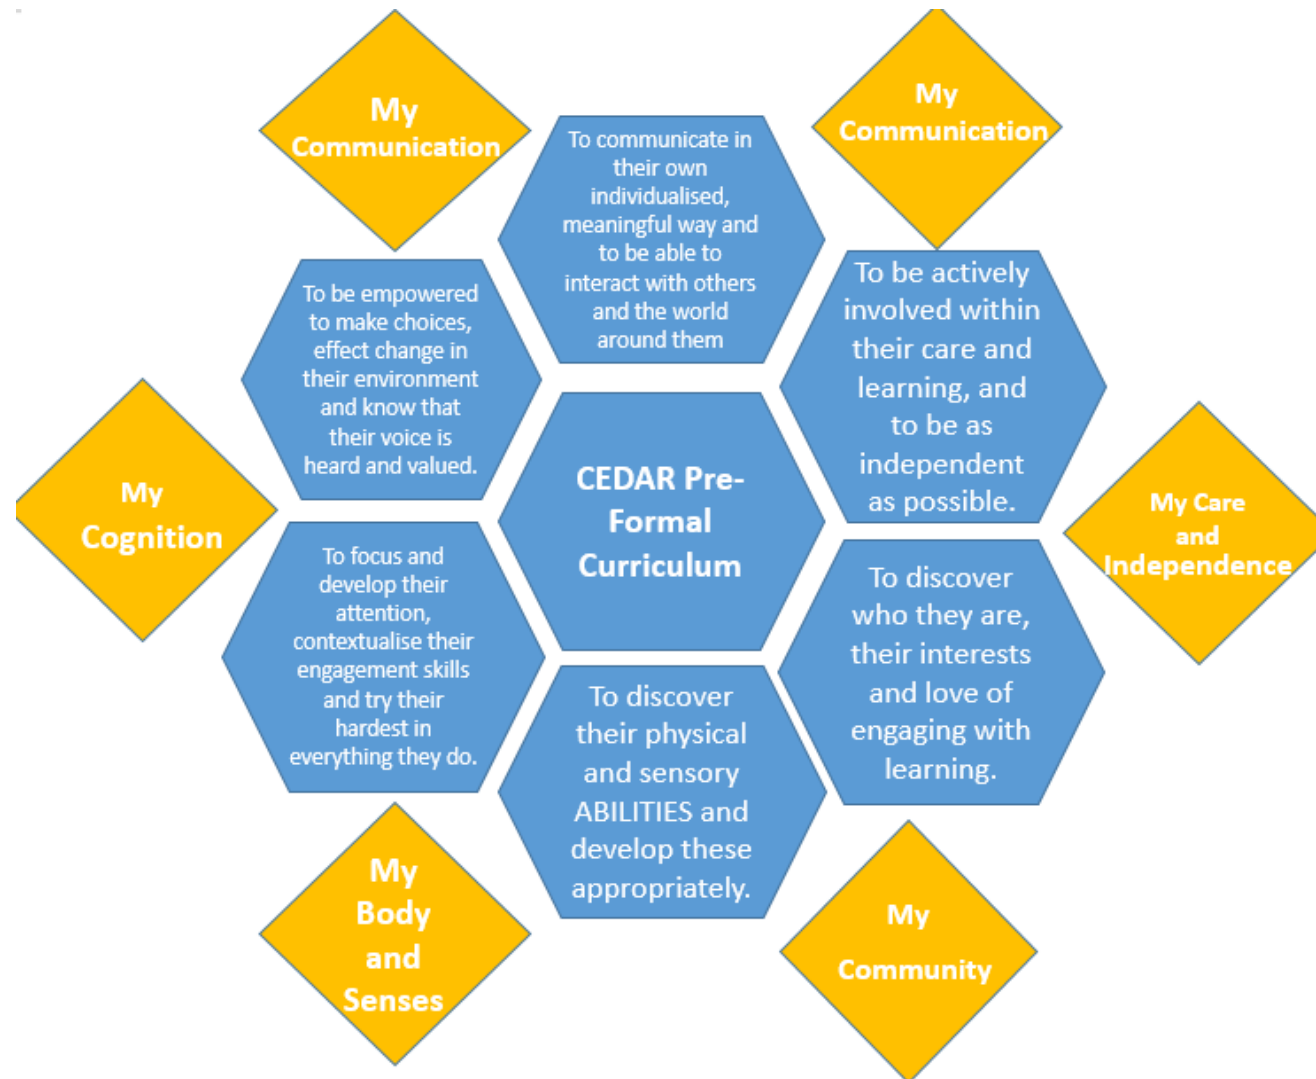 My
Communication
My
Communication
To communicate in
their own
individualised,
meaningful way and
to be able to
interact with others
and the world
around them
To be empowered
to make choices,
effect change in
their environment
and know that
their voice is
heard and valued.
To be actively
involved within
their care and
learning, and
to be as
independent
as possible.
My
Cognition
CEDAR Pre-
Formal
Curriculum
My Care
and
Independence
To focus and
develop their
attention,
contextualise their
engagement skills
and try their
hardest in
everything they do.
To discover
who they are,
their interests
and love of
engaging with
learning.
To discover
their physical
and sensory
ABILITIES and
develop these
appropriately.
My
Body
and
Senses
My
Community